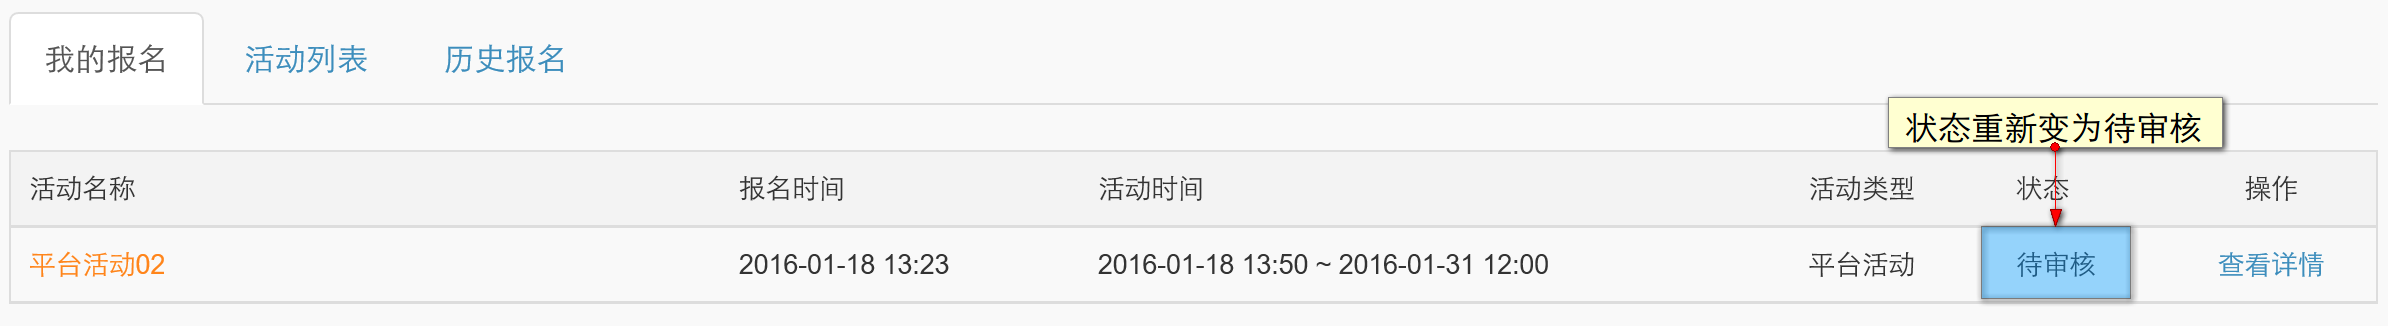 我的报名 活动列表 历史报名
状态重新变为待审核
活动名称 报名时间 活动时间 活动类型 状态 操作
平台活动02 2016-01-18 13:23 2016-01-18 13:50 ~ 2016-01-31 12:00 平台活动 待审核 查看详情